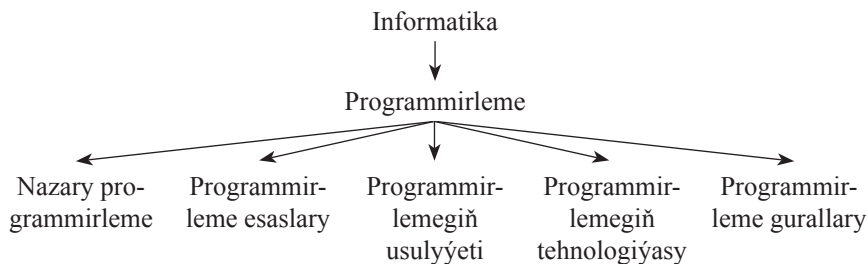 Informatika
Programmirleme
Nazary pro-
grammirleme
Programmir-
leme esaslary
Programmir-
lemegiň
usulyýeti
Programmir-
lemegiň
tehnologiýasy
Programmir-
leme gurallary